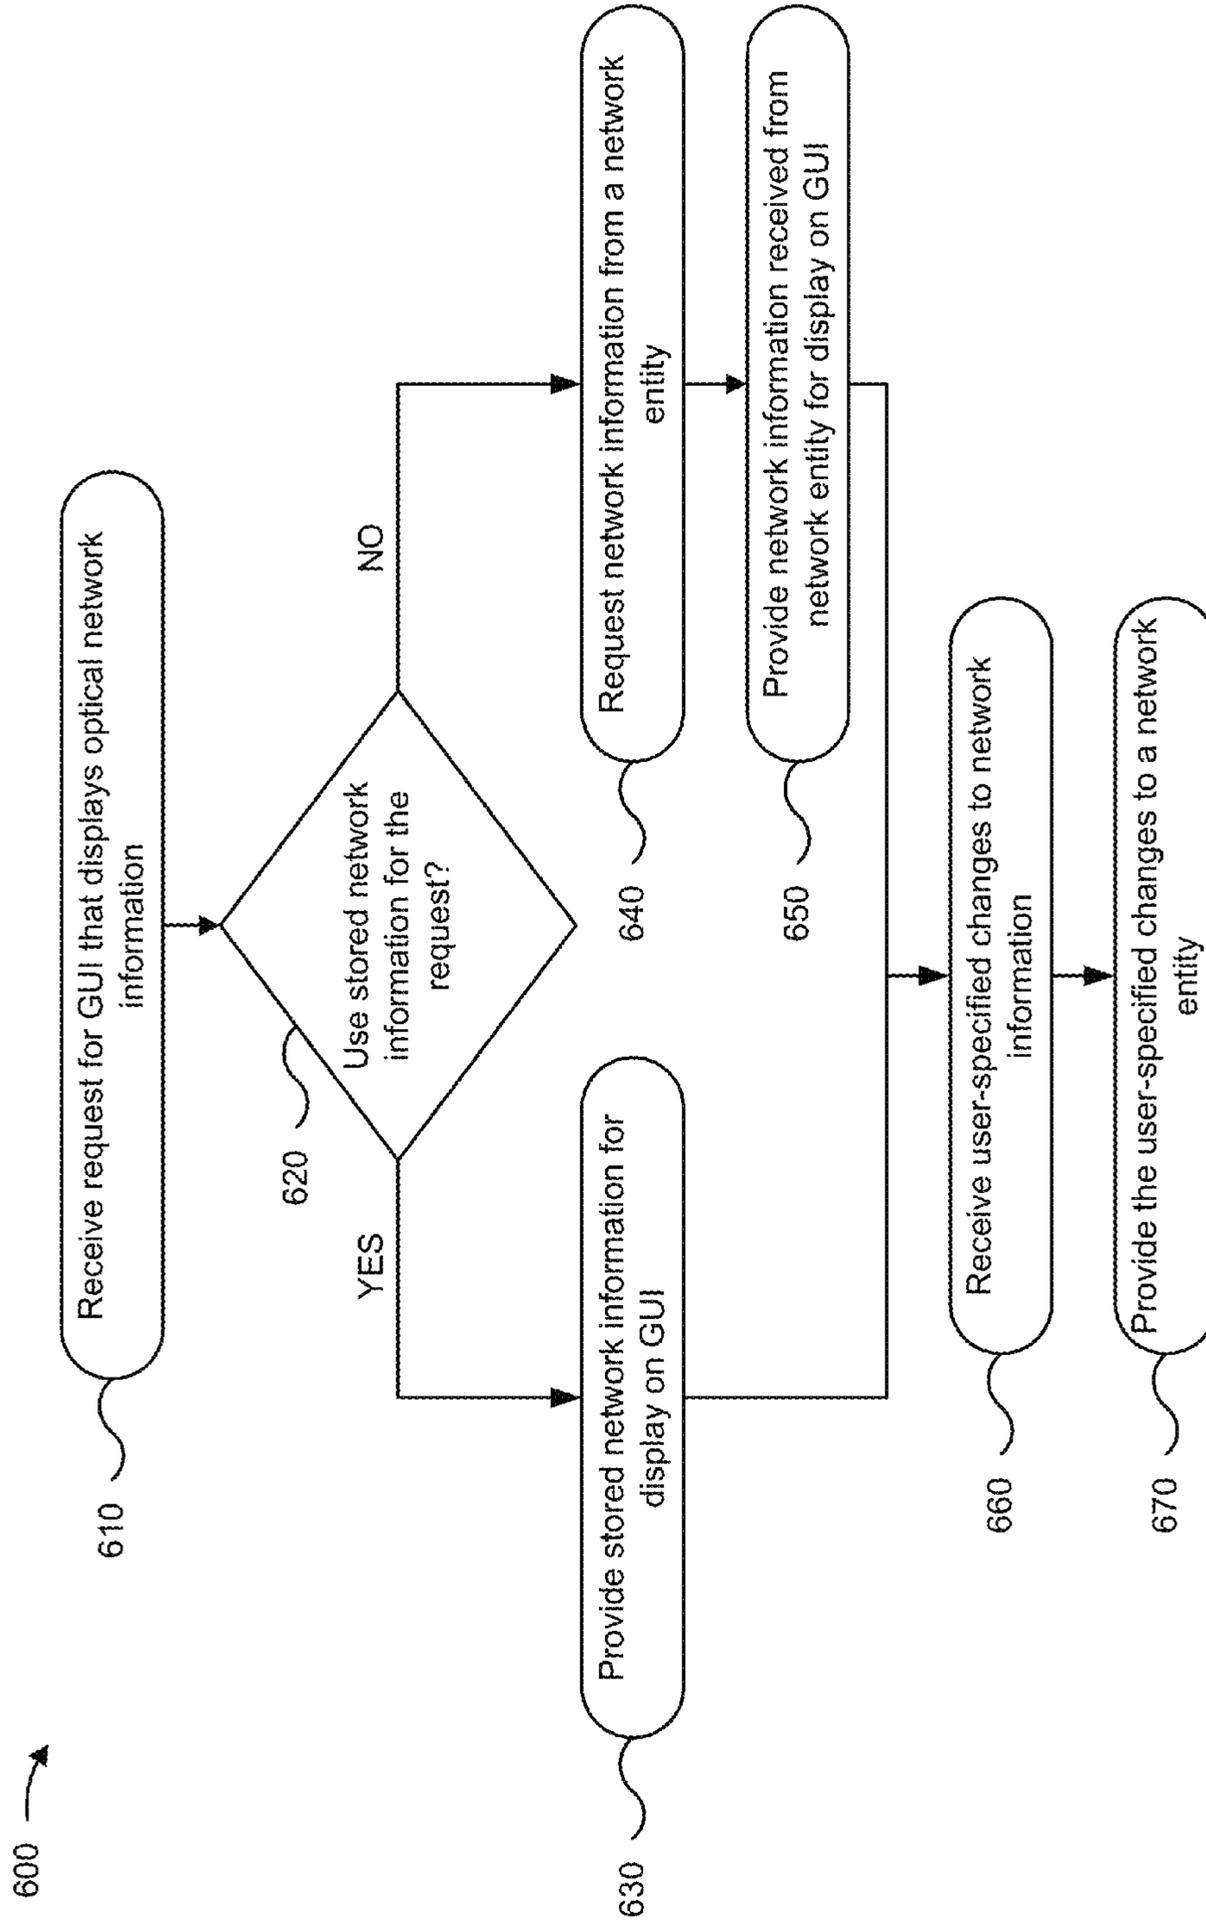 600
610
Receive request for GUI that displays optical network
information
620
Use stored network
information for the
request?
YES
NO
630
Provide stored network information for
display on GUI
640
Request network information from a network
entity
650
Provide network information received from
network entity for display on GUI
660
Receive user-specified changes to network
information
670
Provide the user-specified changes to a network
entity